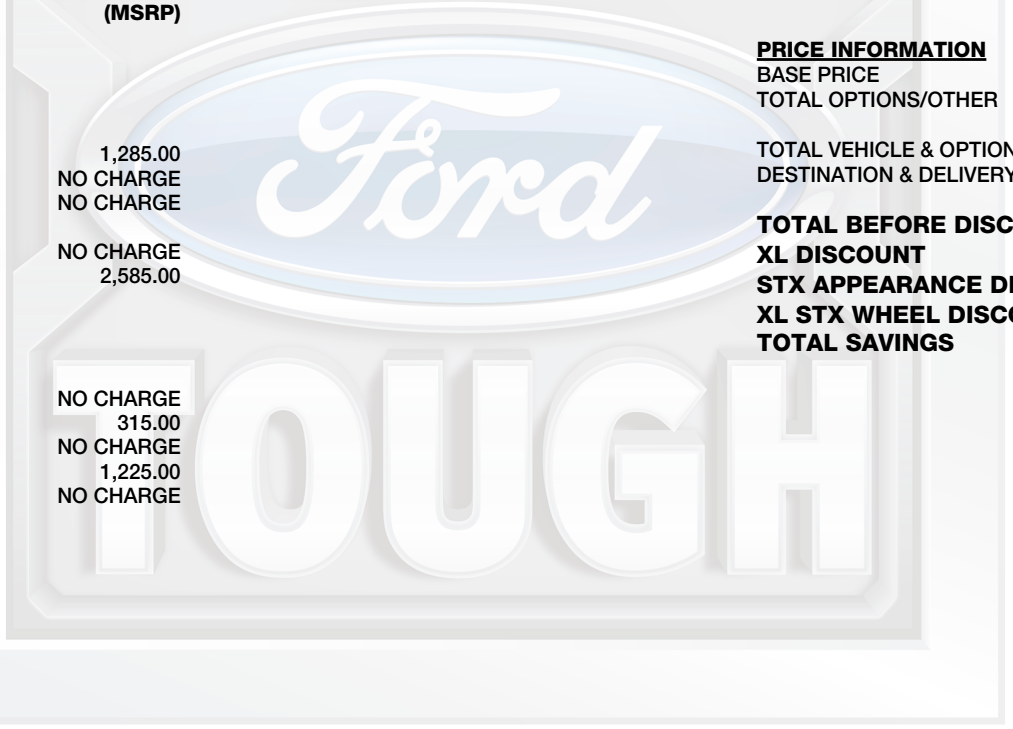 (MSRP)
1,285.00
NO CHARGE
NO CHARGE
NO CHARGE
2,585.00
NO CHARGE
315.00
NO CHARGE
1,225.00
NO CHARGE
PRICE INFORMATION
BASE PRICE
TOTAL OPTIONS/OTHER
TOTAL VEHICLE & OPTION
DESTINATION & DELIVERY
TOTAL BEFORE DISC
XL DISCOUNT
STX APPEARANCE DI
XL STX WHEEL DISCO
TOTAL SAVINGS
Ford
TOUGH